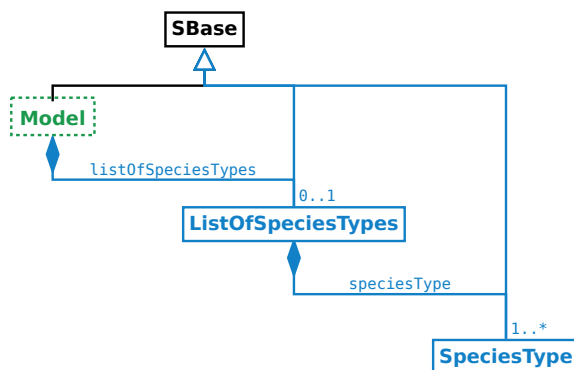 SBase
Model
listOfSpeciesTypes
0..1
ListOfSpeciesTypes
speciesType
1..*
SpeciesType